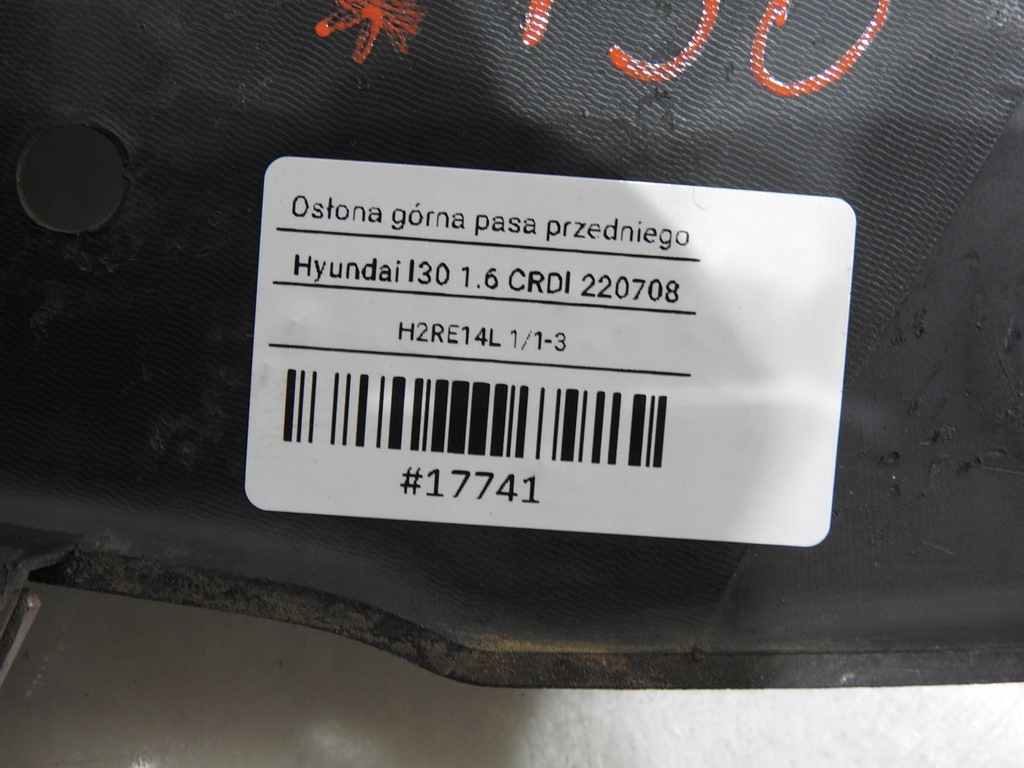 Osłona górna pasa przedniego
Hyundai I30 1.6 CRDI 220708
H2RE14L 1/1-3
#17741